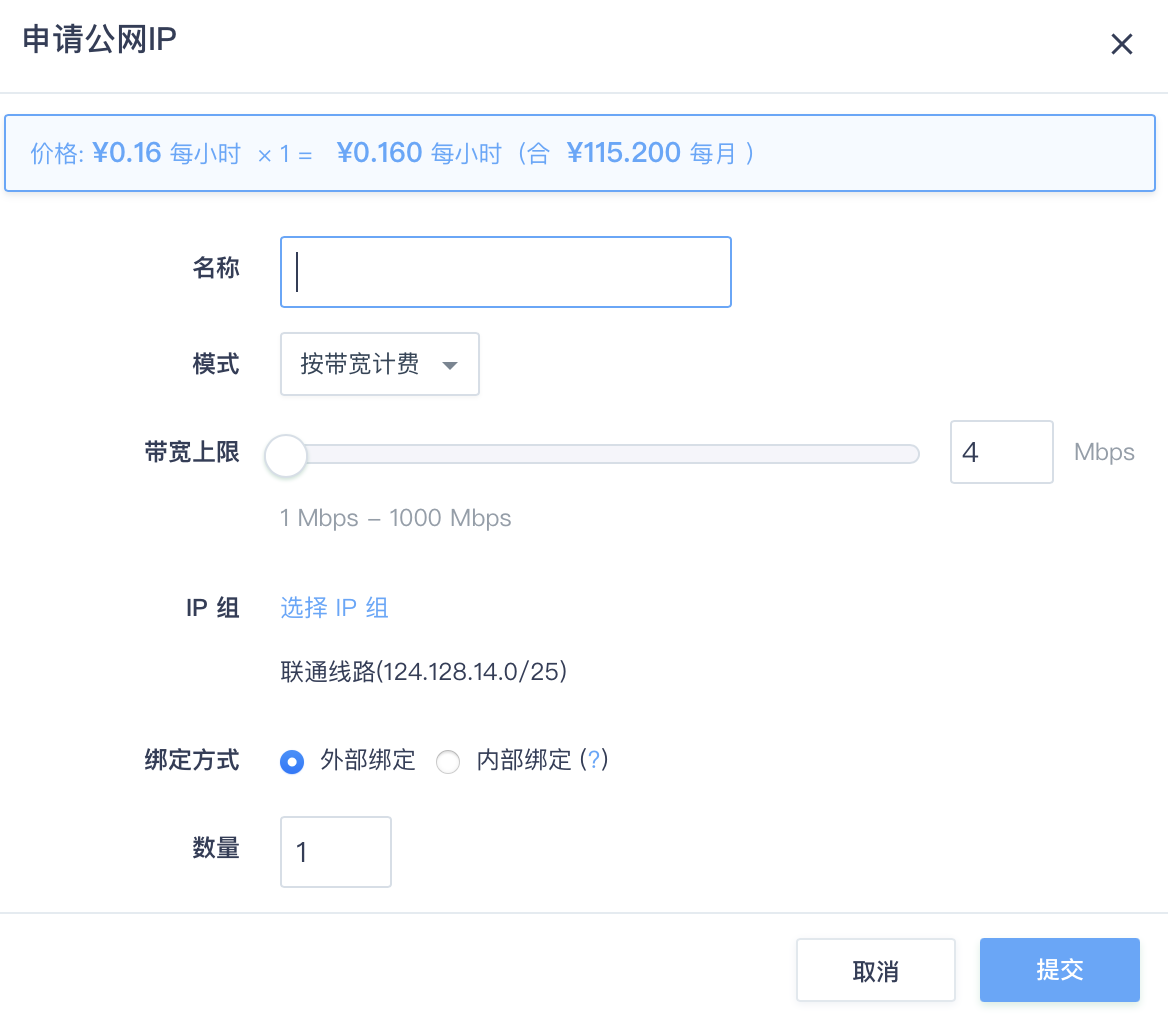 申请公网IP
价格: ¥0.16 每小时 × 1 = ¥0.160 每小时 (合 ¥115.200 每月 )
名称
模式 按带宽计费
带宽上限 4 Mbps
1 Mbps – 1000 Mbps
IP 组 选择 IP 组
联通线路(124.128.14.0/25)
绑定方式 外部绑定 内部绑定 (?)
数量 1
取消 提交